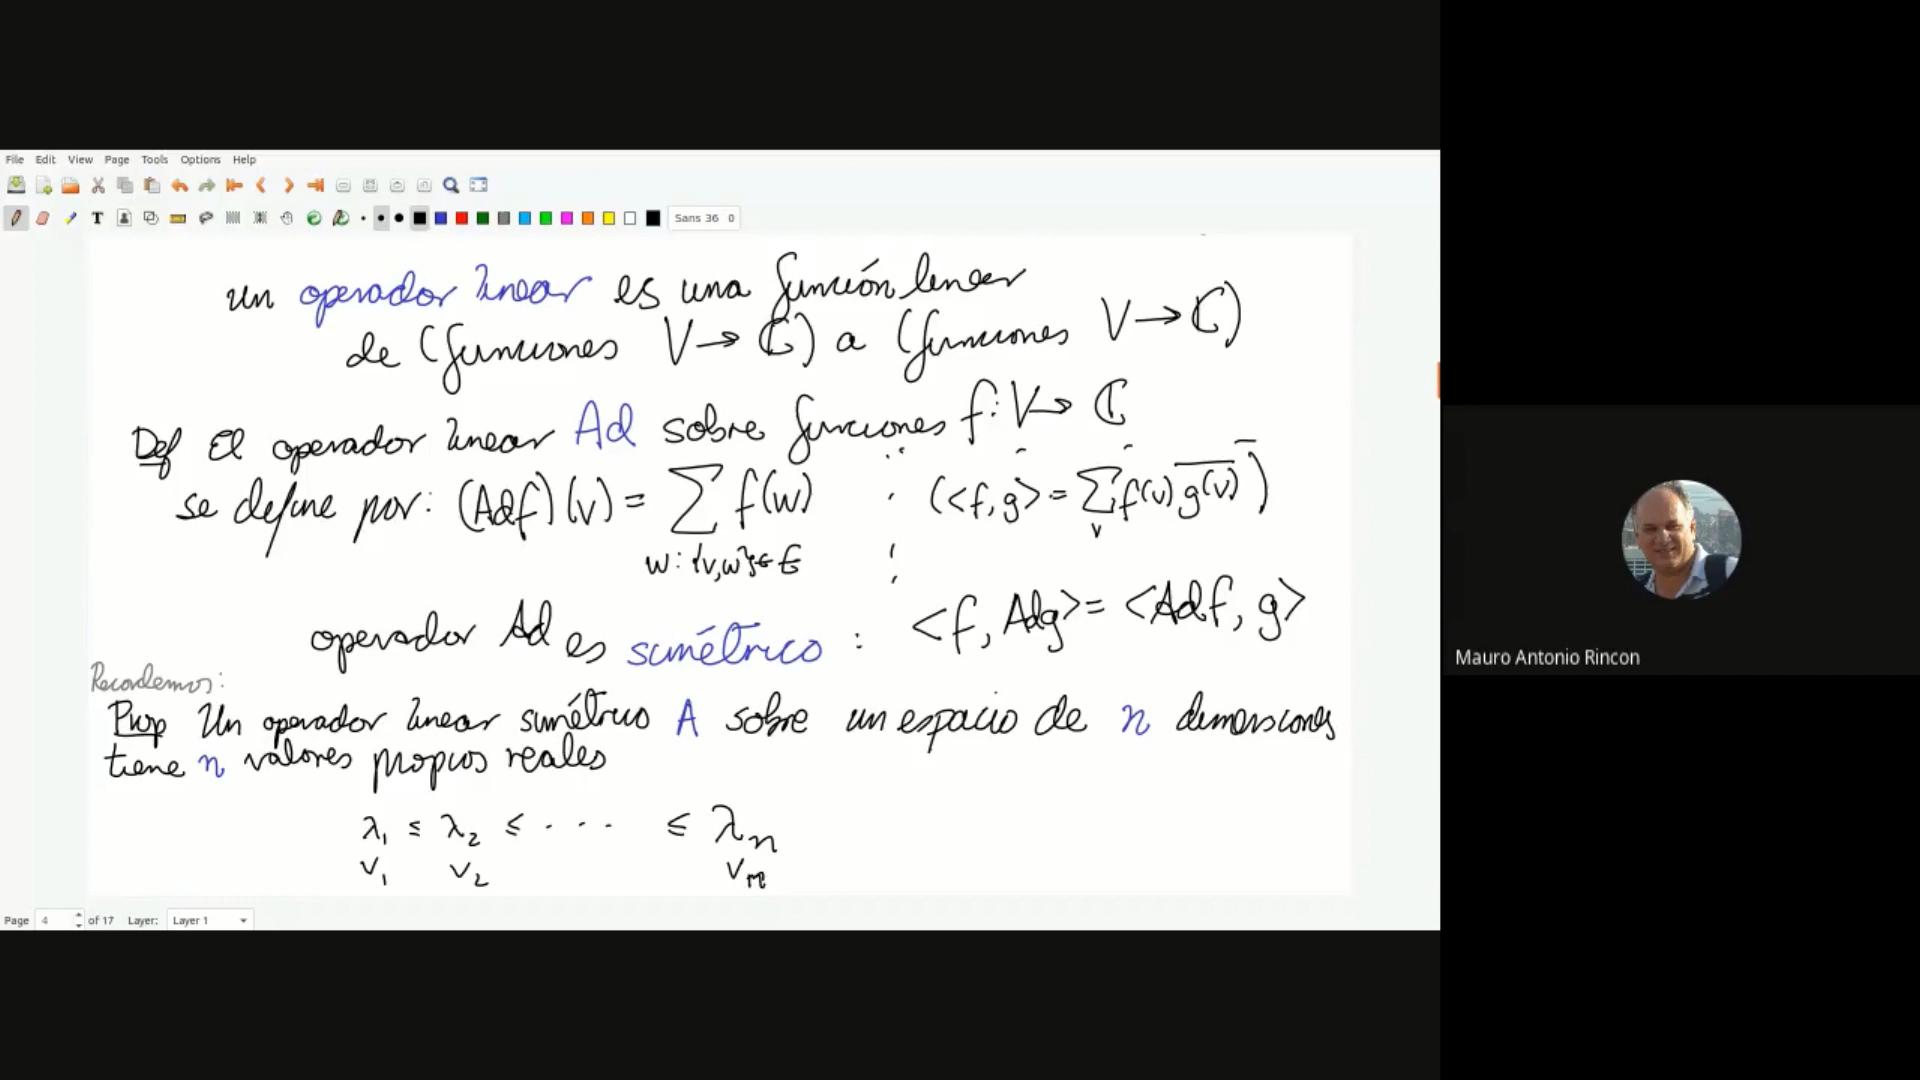 File Edit View Page Tools Options Help
Sans 36 0
un operador linear es una función linear
de (funciones V → ℂ) a (funciones V → ℂ)
Def El operador linear Ad sobre funciones f: V → ℂ
se define por: (Adf)(v) = ∑ f(w) (<f,g> = ∑ f(v) \overline{g(v)})
w: {v,w}∈E v
operador Ad es simétrico : <f, Adg> = <Adf, g>
Recordemos:
Prop Un operador linear simétrico A sobre un espacio de n dimensiones
tiene n valores propios reales
λ₁ ≤ λ₂ ≤ . . . ≤ λₙ
v₁ v₂ vₙ
Page 4 of 17 Layer: Layer 1
Mauro Antonio Rincon